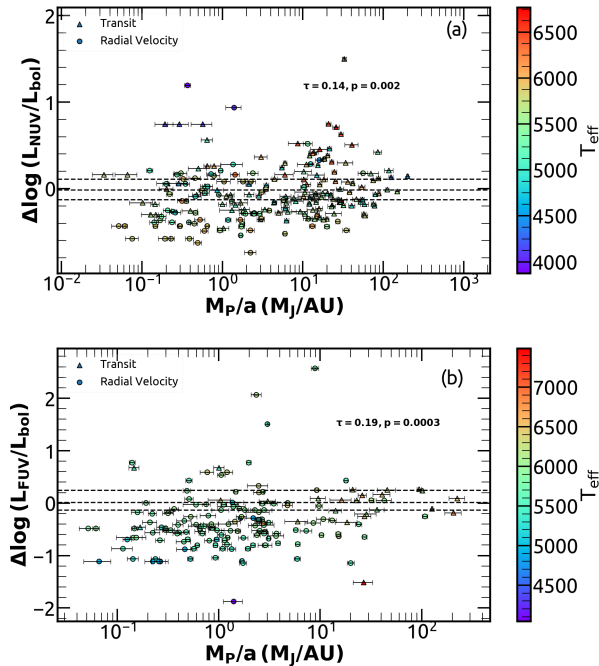 2
1
0
Δlog (L_NUV/L_bol)
Transit
Radial Velocity
(a)
τ = 0.14, p = 0.002
10^−2 10^−1 10^0 10^1 10^2 10^3
M_P/a (M_J/AU)
6500
6000
5500
5000
4500
4000
T_eff
2
1
0
−1
−2
Δlog (L_FUV/L_bol)
Transit
Radial Velocity
(b)
τ = 0.19, p = 0.0003
10^−1 10^0 10^1 10^2
M_P/a (M_J/AU)
7000
6500
6000
5500
5000
4500
T_eff